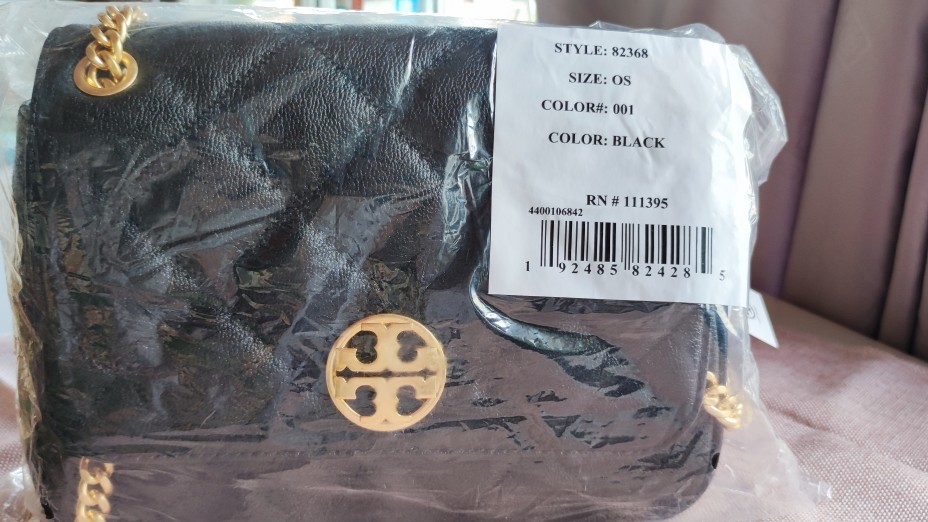 STYLE: 82368
SIZE: OS
COLOR#: 001
COLOR: BLACK
RN # 111395
4400106842
1 92485 82428 5